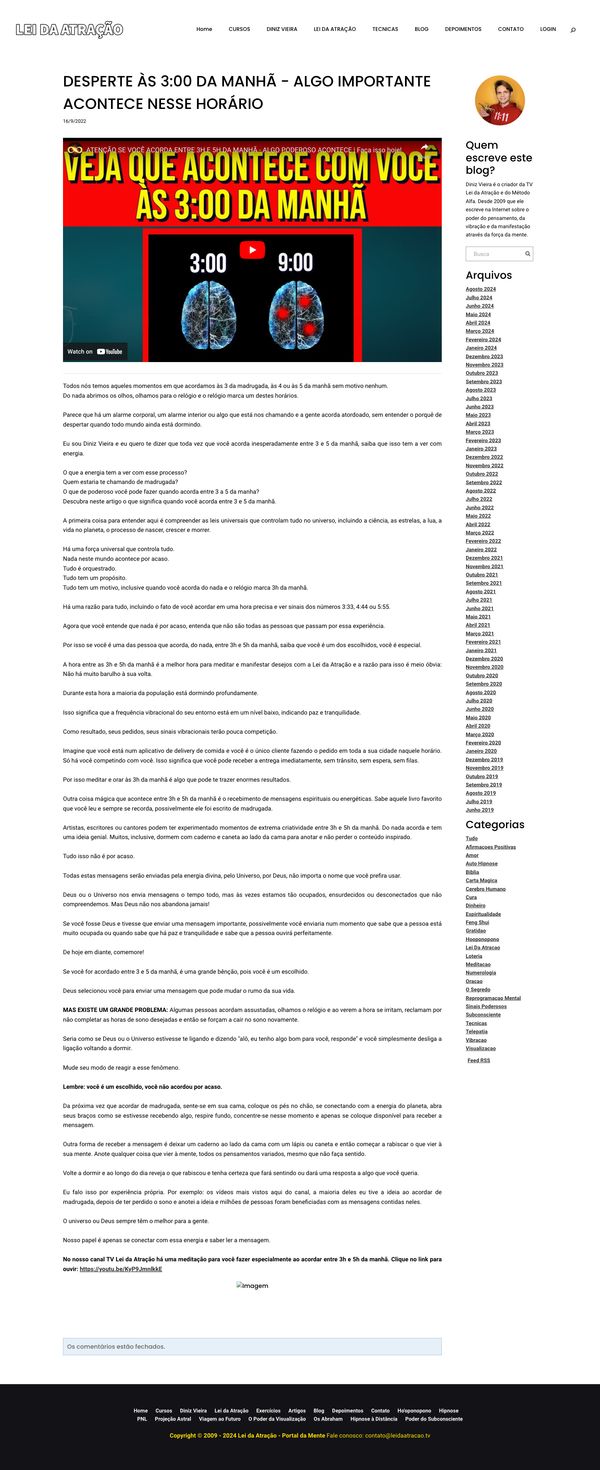 LEI DA ATRAÇÃO
Home CURSOS DINIZ VIEIRA LEI DA ATRAÇÃO TECNICAS BLOG DEPOIMENTOS CONTATO LOGIN
DESPERTE ÀS 3:00 DA MANHÃ - ALGO IMPORTANTE
ACONTECE NESSE HORÁRIO
16/9/2022
ATENÇÃO SE VOCÊ ACORDA ENTRE 3H E 5H DA MANHÃ - ALGO PODEROSO ACONTECE | Faça isso hoje!
VEJA QUE ACONTECE COM VOCÊ
ÀS 3:00 DA MANHÃ
3:00 9:00
Watch on YouTube
Todos nós temos aqueles momentos em que acordamos às 3 da madrugada, às 4 ou às 5 da manhã sem motivo nenhum.
Do nada abrimos os olhos, olhamos para o relógio e o relógio marca um destes horários.
Parece que há um alarme corporal, um alarme interior ou algo que está nos chamando e a gente acorda atordoado, sem entender o porquê de
despertar quando todo mundo ainda está dormindo.
Eu sou Diniz Vieira e eu quero te dizer que toda vez que você acorda inesperadamente entre 3 e 5 da manhã, saiba que isso tem a ver com
energia.
O que a energia tem a ver com esse processo?
Quem estaria te chamando de madrugada?
O que de poderoso você pode fazer quando acorda entre 3 a 5 da manha?
Descubra neste artigo o que significa quando você acorda entre 3 e 5 da manhã.
A primeira coisa para entender aqui é compreender as leis universais que controlam tudo no universo, incluindo a ciência, as estrelas, a lua, a
vida no planeta, o processo de nascer, crescer e morrer.
Há uma força universal que controla tudo.
Nada neste mundo acontece por acaso.
Tudo é orquestrado.
Tudo tem um propósito.
Tudo tem um motivo, inclusive quando você acorda do nada e o relógio marca 3h da manhã.
Há uma razão para tudo, incluindo o fato de você acordar em uma hora precisa e ver sinais dos números 3:33, 4:44 ou 5:55.
Agora que você entende que nada é por acaso, entenda que não são todas as pessoas que passam por essa experiência.
Por isso se você é uma das pessoa que acorda, do nada, entre 3h e 5h da manhã, saiba que você é um dos escolhidos, você é especial.
A hora entre as 3h e 5h da manhã é a melhor hora para meditar e manifestar desejos com a Lei da Atração e a razão para isso é meio óbvia:
Não há muito barulho à sua volta.
Durante esta hora a maioria da população está dormindo profundamente.
Isso significa que a frequência vibracional do seu entorno está em um nível baixo, indicando paz e tranquilidade.
Como resultado, seus pedidos, seus sinais vibracionais terão pouca competição.
Imagine que você está num aplicativo de delivery de comida e você é o único cliente fazendo o pedido em toda a sua cidade naquele horário.
Só há você competindo com você. Isso significa que você pode receber a entrega imediatamente, sem trânsito, sem espera, sem filas.
Por isso meditar e orar às 3h da manhã é algo que pode te trazer enormes resultados.
Outra coisa mágica que acontece entre 3h e 5h da manhã é o recebimento de mensagens espirituais ou energéticas. Sabe aquele livro favorito
que você leu e sempre se recorda, possivelmente ele foi escrito de madrugada.
Artistas, escritores ou cantores podem ter experimentado momentos de extrema criatividade entre 3h e 5h da manhã. Do nada acorda e tem
uma ideia genial. Muitos, inclusive, dormem com caderno e caneta ao lado da cama para anotar e não perder o conteúdo inspirado.
Tudo isso não é por acaso.
Todas estas mensagens serão enviadas pela energia divina, pelo Universo, por Deus, não importa o nome que você prefira usar.
Deus ou o Universo nos envia mensagens o tempo todo, mas às vezes estamos tão ocupados, ensurdecidos ou desconectados que não
compreendemos. Mas Deus não nos abandona jamais!
Se você fosse Deus e tivesse que enviar uma mensagem importante, possivelmente você enviaria num momento que sabe que a pessoa está
muito ocupada ou quando sabe que há paz e tranquilidade e sabe que a pessoa ouvirá perfeitamente.
De hoje em diante, comemore!
Se você for acordado entre 3 e 5 da manhã, é uma grande bênção, pois você é um escolhido.
Deus selecionou você para enviar uma mensagem que pode mudar o rumo da sua vida.
MAS EXISTE UM GRANDE PROBLEMA: Algumas pessoas acordam assustadas, olham o relógio e ao verem a hora se irritam, reclamam por
não completar as horas de sono desejadas e então se forçam a cair no sono novamente.
Seria como se Deus ou o Universo estivesse te ligando e dizendo "alô, eu tenho algo bom para você, responde" e você simplesmente desliga a
ligação voltando a dormir.
Mude seu modo de reagir a esse fenômeno.
Lembre: você é um escolhido, você não acordou por acaso.
Da próxima vez que acordar de madrugada, sente-se em sua cama, coloque os pés no chão, se conectando com a energia do planeta, abra
seus braços como se estivesse recebendo algo, respire fundo, concentre-se nesse momento e apenas se coloque disponível para receber a
mensagem.
Outra forma de receber a mensagem é deixar um caderno ao lado da cama com um lápis ou caneta e então começar a rabiscar o que vier à
sua mente. Anote qualquer coisa que vier à mente, todos os pensamentos variados, mesmo que não faça sentido.
Volte a dormir e ao longo do dia reveja o que rabiscou e tenha certeza que fará sentindo ou dará uma resposta a algo que você queria.
Eu falo isso por experiência própria. Por exemplo: os vídeos mais vistos aqui do canal, a maioria deles eu tive a ideia ao acordar de
madrugada, depois de ter perdido o sono e anotei a ideia e milhões de pessoas foram beneficiadas com as mensagens contidas neles.
O universo ou Deus sempre têm o melhor para a gente.
Nosso papel é apenas se conectar com essa energia e saber ler a mensagem.
No nosso canal TV Lei da Atração há uma meditação para você fazer especialmente ao acordar entre 3h e 5h da manhã. Clique no link para
ouvir: https://youtu.be/KyP9JmnlkkE
Imagem
Os comentários estão fechados.
11:11
Quem
escreve este
blog?
Diniz Vieira é o criador da TV
Lei da Atração e do Método
Alfa. Desde 2009 que ele
escreve na Internet sobre o
poder do pensamento, da
vibração e da manifestação
através da força da mente.
Busca
Arquivos
Agosto 2024
Julho 2024
Junho 2024
Maio 2024
Abril 2024
Março 2024
Fevereiro 2024
Janeiro 2024
Dezembro 2023
Novembro 2023
Outubro 2023
Setembro 2023
Agosto 2023
Julho 2023
Junho 2023
Maio 2023
Abril 2023
Março 2023
Fevereiro 2023
Janeiro 2023
Dezembro 2022
Novembro 2022
Outubro 2022
Setembro 2022
Agosto 2022
Julho 2022
Junho 2022
Maio 2022
Abril 2022
Março 2022
Fevereiro 2022
Janeiro 2022
Dezembro 2021
Novembro 2021
Outubro 2021
Setembro 2021
Agosto 2021
Julho 2021
Junho 2021
Maio 2021
Abril 2021
Março 2021
Fevereiro 2021
Janeiro 2021
Dezembro 2020
Novembro 2020
Outubro 2020
Setembro 2020
Agosto 2020
Julho 2020
Junho 2020
Maio 2020
Abril 2020
Março 2020
Fevereiro 2020
Janeiro 2020
Dezembro 2019
Novembro 2019
Outubro 2019
Setembro 2019
Agosto 2019
Julho 2019
Junho 2019
Categorias
Tudo
Afirmacoes Positivas
Amor
Auto Hipnose
Bíblia
Carta Magica
Cerebro Humano
Cura
Dinheiro
Espiritualidade
Feng Shui
Gratidao
Hooponopono
Lei Da Atracao
Loteria
Meditacao
Numerologia
Oracao
O Segredo
Reprogramacao Mental
Sinais Poderosos
Subconsciente
Tecnicas
Telepatia
Vibracao
Visualizacao
Feed RSS
Home Cursos Diniz Vieira Lei da Atração Exercícios Artigos Blog Depoimentos Contato Ho'oponopono Hipnose
PNL Projeção Astral Viagem ao Futuro O Poder da Visualização Os Abraham Hipnose à Distância Poder do Subconsciente
Copyright © 2009 - 2024 Lei da Atração - Portal da Mente Fale conosco: contato@leidaatracao.tv